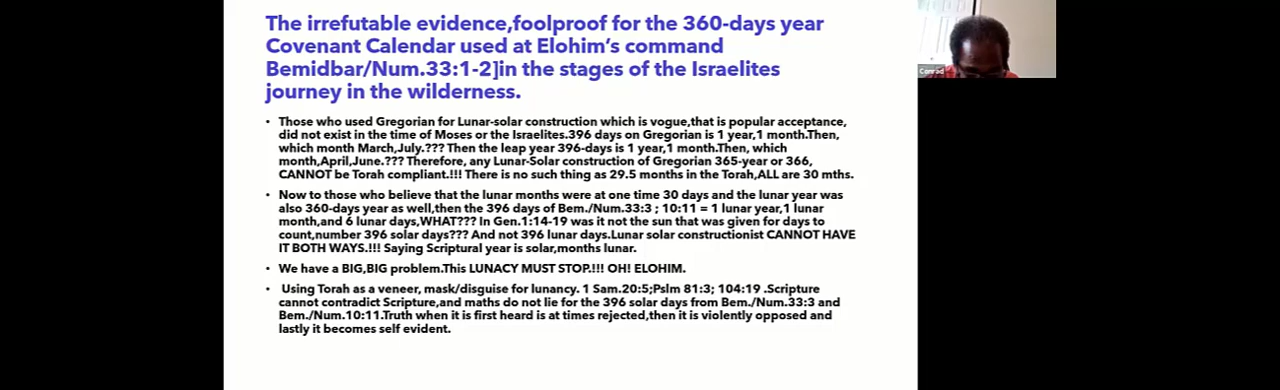 The irrefutable evidence,foolproof for the 360-days year
Covenant Calendar used at Elohim's command
Bemidbar/Num.33:1-2]in the stages of the Israelites
journey in the wilderness.
• Those who used Gregorian for Lunar-solar construction which is vogue,that is popular acceptance,
did not exist in the time of Moses or the Israelites.396 days on Gregorian is 1 year,1 month.Then,
which month March,July.??? Then the leap year 396-days is 1 year,1 month.Then, which
month,April,June.??? Therefore, any Lunar-Solar construction of Gregorian 365-year or 366,
CANNOT be Torah compliant.!!! There is no such thing as 29.5 months in the Torah,ALL are 30 mths.
• Now to those who believe that the lunar months were at one time 30 days and the lunar year was
also 360-days year as well,then the 396 days of Bem./Num.33:3 ; 10:11 = 1 lunar year,1 lunar
month,and 6 lunar days,WHAT??? In Gen.1:14-19 was it not the sun that was given for days to
count,number 396 solar days??? And not 396 lunar days.Lunar solar constructionist CANNOT HAVE
IT BOTH WAYS.!!! Saying Scriptural year is solar,months lunar.
• We have a BIG,BIG problem.This LUNACY MUST STOP.!!! OH! ELOHIM.
• Using Torah as a veneer, mask/disguise for lunancy. 1 Sam.20:5;Pslm 81:3; 104:19 .Scripture
cannot contradict Scripture,and maths do not lie for the 396 solar days from Bem./Num.33:3 and
Bem./Num.10:11.Truth when it is first heard is at times rejected,then it is violently opposed and
lastly it becomes self evident.
Conrad